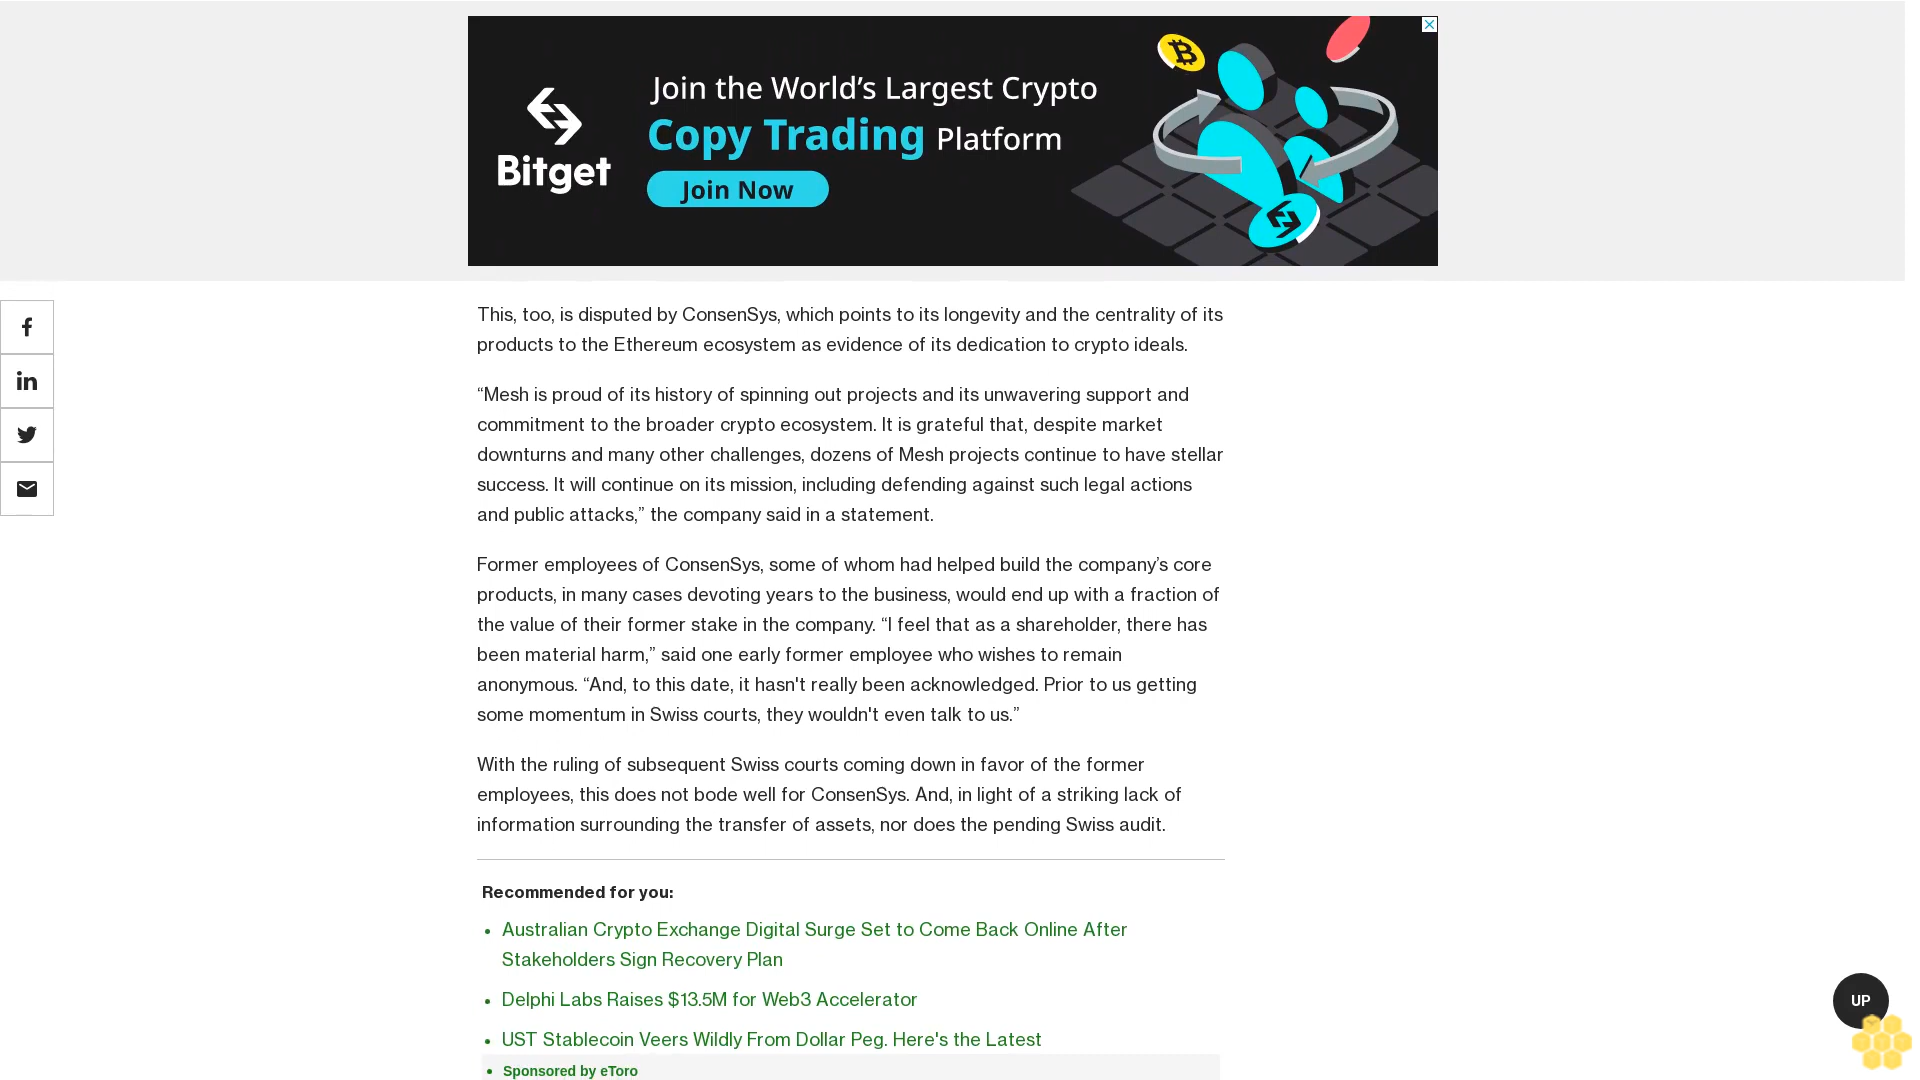 Join the World’s Largest Crypto
Copy Trading Platform
Bitget
Join Now
This, too, is disputed by ConsenSys, which points to its longevity and the centrality of its
products to the Ethereum ecosystem as evidence of its dedication to crypto ideals.
“Mesh is proud of its history of spinning out projects and its unwavering support and
commitment to the broader crypto ecosystem. It is grateful that, despite market
downturns and many other challenges, dozens of Mesh projects continue to have stellar
success. It will continue on its mission, including defending against such legal actions
and public attacks,” the company said in a statement.
Former employees of ConsenSys, some of whom had helped build the company’s core
products, in many cases devoting years to the business, would end up with a fraction of
the value of their former stake in the company. “I feel that as a shareholder, there has
been material harm,” said one early former employee who wishes to remain
anonymous. “And, to this date, it hasn't really been acknowledged. Prior to us getting
some momentum in Swiss courts, they wouldn't even talk to us.”
With the ruling of subsequent Swiss courts coming down in favor of the former
employees, this does not bode well for ConsenSys. And, in light of a striking lack of
information surrounding the transfer of assets, nor does the pending Swiss audit.
Recommended for you:
• Australian Crypto Exchange Digital Surge Set to Come Back Online After
Stakeholders Sign Recovery Plan
• Delphi Labs Raises $13.5M for Web3 Accelerator
• UST Stablecoin Veers Wildly From Dollar Peg. Here's the Latest
• Sponsored by eToro
UP